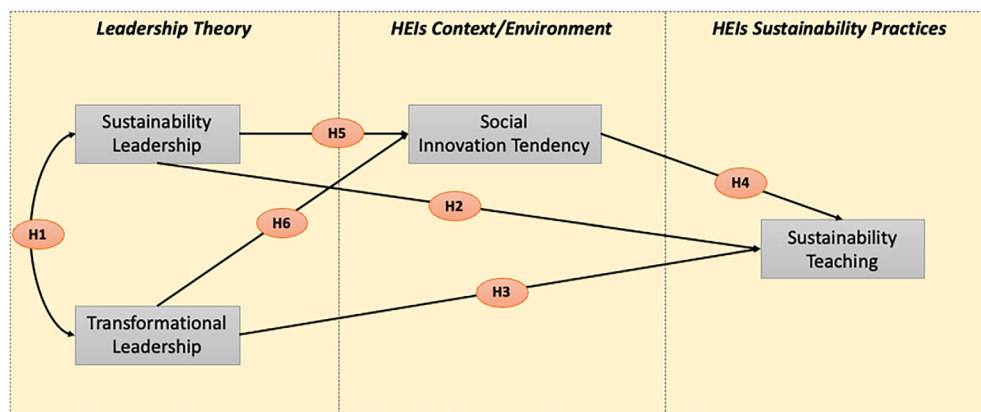 Leadership Theory
HEIs Context/Environment
HEIs Sustainability Practices
Sustainability
Leadership
H5
Social
Innovation Tendency
H4
H2
H1
H6
Sustainability
Teaching
H3
Transformational
Leadership